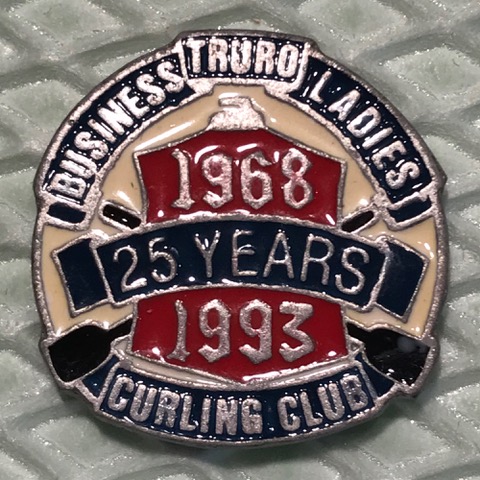 TRURO
BUSINESS LADIES
1968
25 YEARS
1993
CURLING CLUB